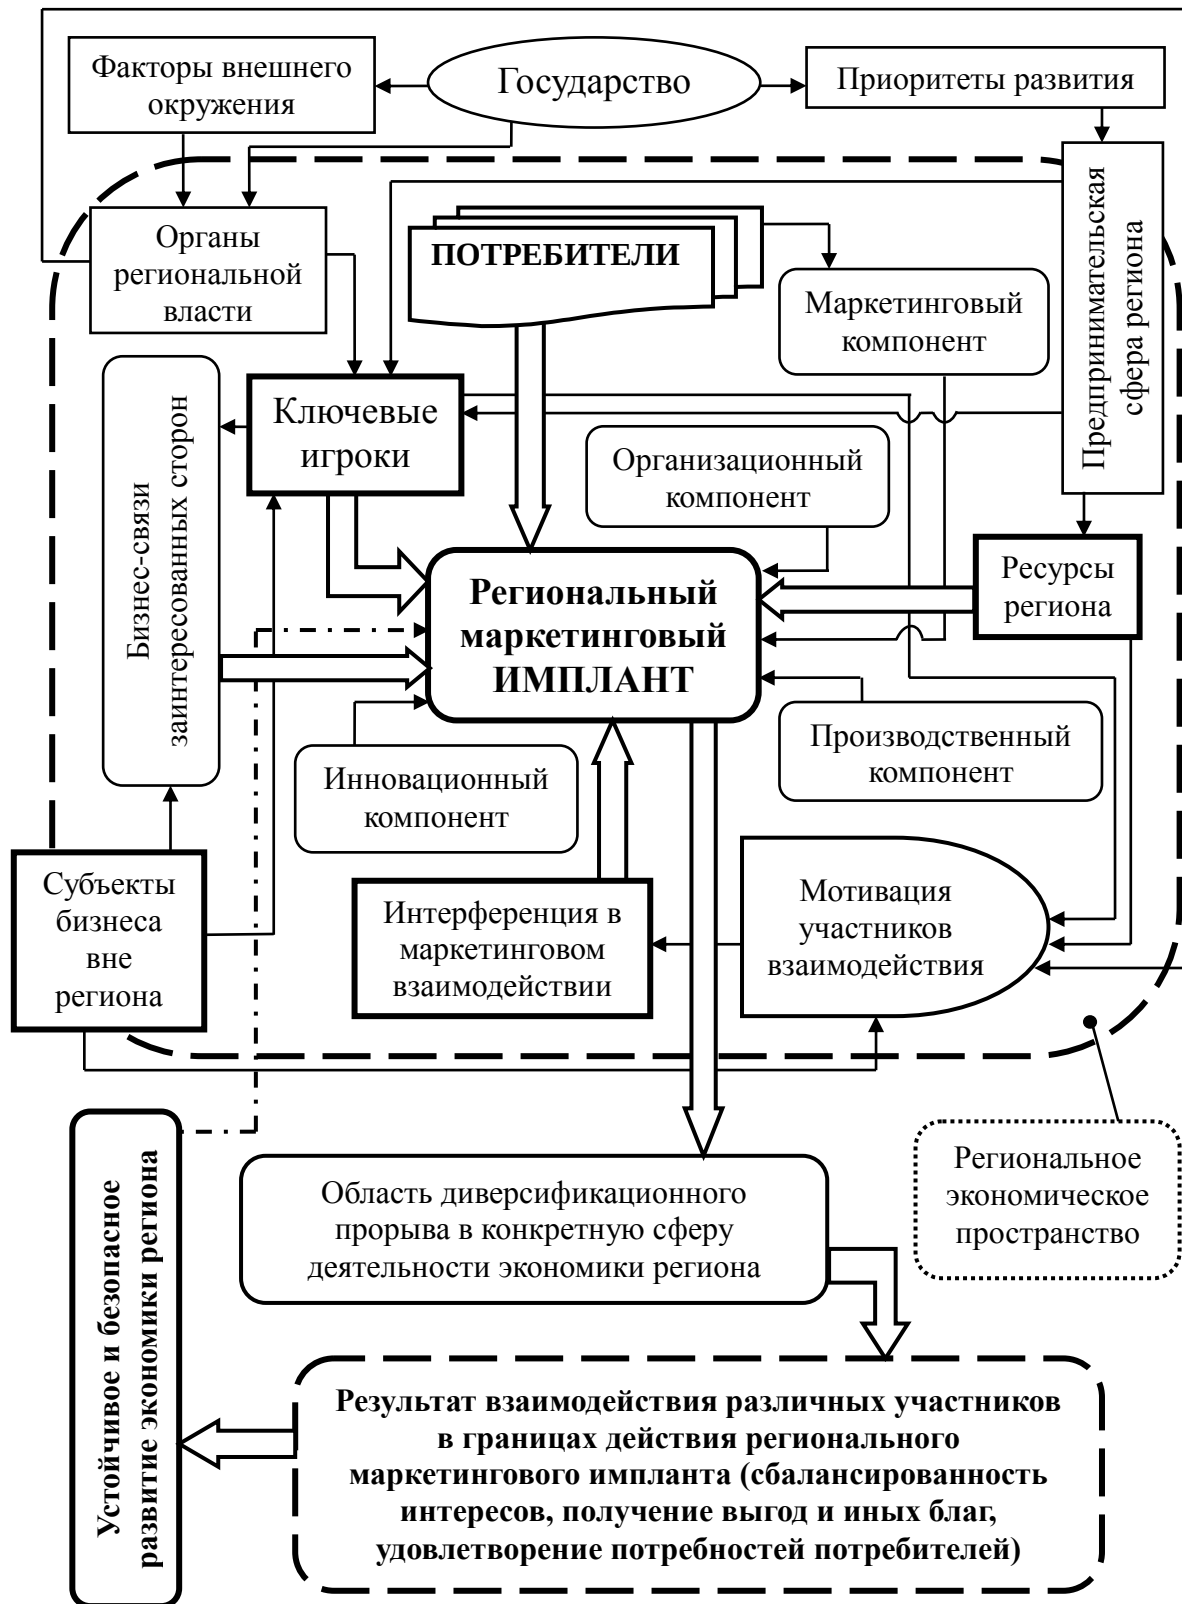 Факторы внешнего
окружения
Государство
Приоритеты развития
Органы
региональной
власти
ПОТРЕБИТЕЛИ
Маркетинговый
компонент
Предпринимательская
сфера региона
Бизнес-связи
заинтересованных сторон
Ключевые
игроки
Организационный
компонент
Региональный
маркетинговый
ИМПЛАНТ
Ресурсы
региона
Инновационный
компонент
Производственный
компонент
Субъекты
бизнеса
вне
региона
Интерференция в
маркетинговом
взаимодействии
Мотивация
участников
взаимодействия
Устойчивое и безопасное
развитие экономики региона
Область диверсификационного
прорыва в конкретную сферу
деятельности экономики региона
Региональное
экономическое
пространство
Результат взаимодействия различных участников
в границах действия регионального
маркетингового импланта (сбалансированность
интересов, получение выгод и иных благ,
удовлетворение потребностей потребителей)